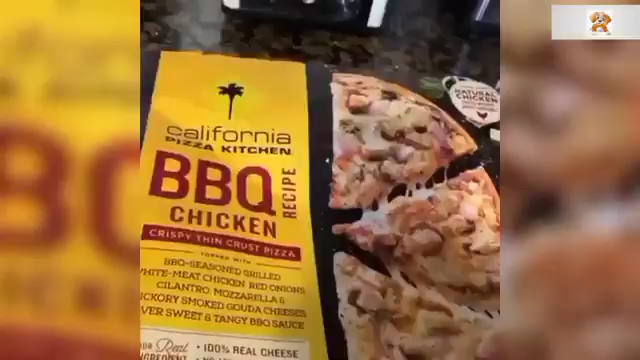 california
PIZZA KITCHEN
BBQ
RECIPE
CHICKEN
CRISPY THIN CRUST PIZZA
TOPPED WITH
BBQ-SEASONED GRILLED
WHITE-MEAT CHICKEN RED ONIONS
CILANTRO, MOZZARELLA &
HICKORY SMOKED GOUDA CHEESES
OVER SWEET & TANGY BBQ SAUCE
Real
• 100% REAL CHEESE
NATURAL
CHICKEN